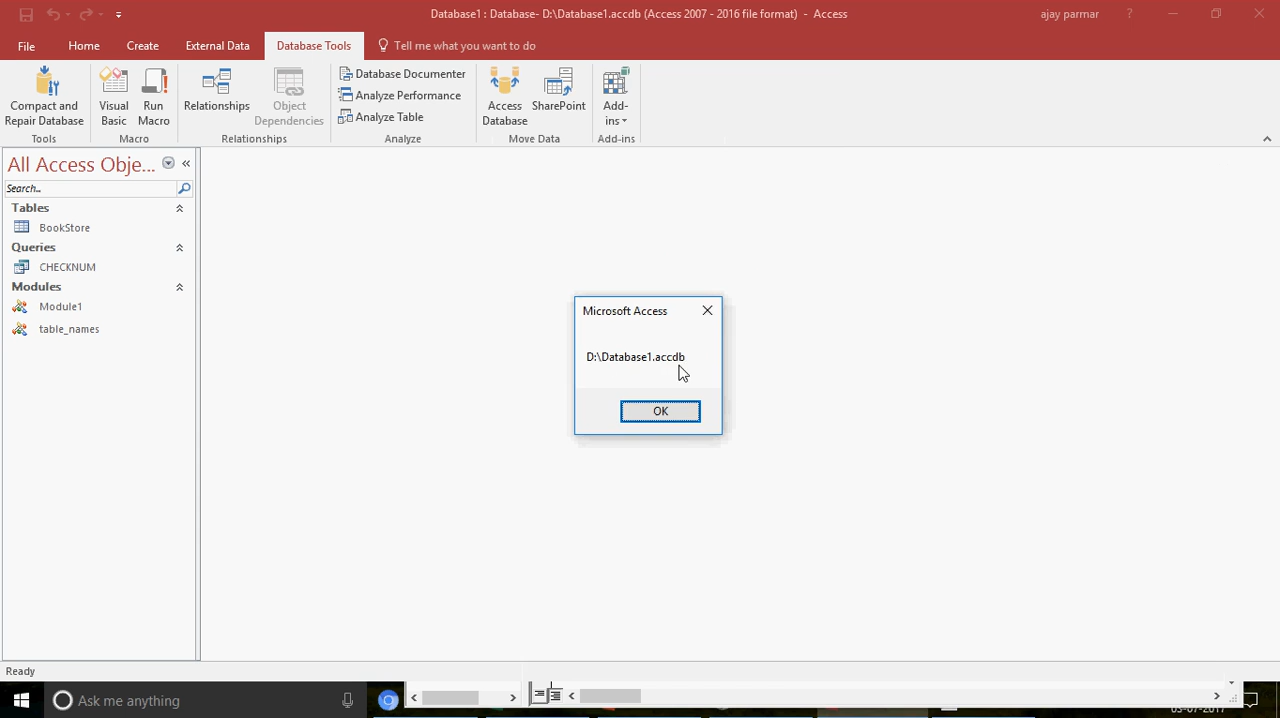 Database1 : Database- D:\Database1.accdb (Access 2007 - 2016 file format) - Access
ajay parmar
?
File
Home
Create
External Data
Database Tools
Tell me what you want to do
Compact and
Repair Database
Visual
Basic
Run
Macro
Relationships
Object
Dependencies
Database Documenter
Analyze Performance
Analyze Table
Access
Database
SharePoint
Add-
ins
Tools
Macro
Relationships
Analyze
Move Data
Add-ins
All Access Obje...
Search..
Tables
BookStore
Queries
CHECKNUM
Modules
Module1
table_names
Microsoft Access
D:\Database1.accdb
OK
Ready
Ask me anything
03-07-2017